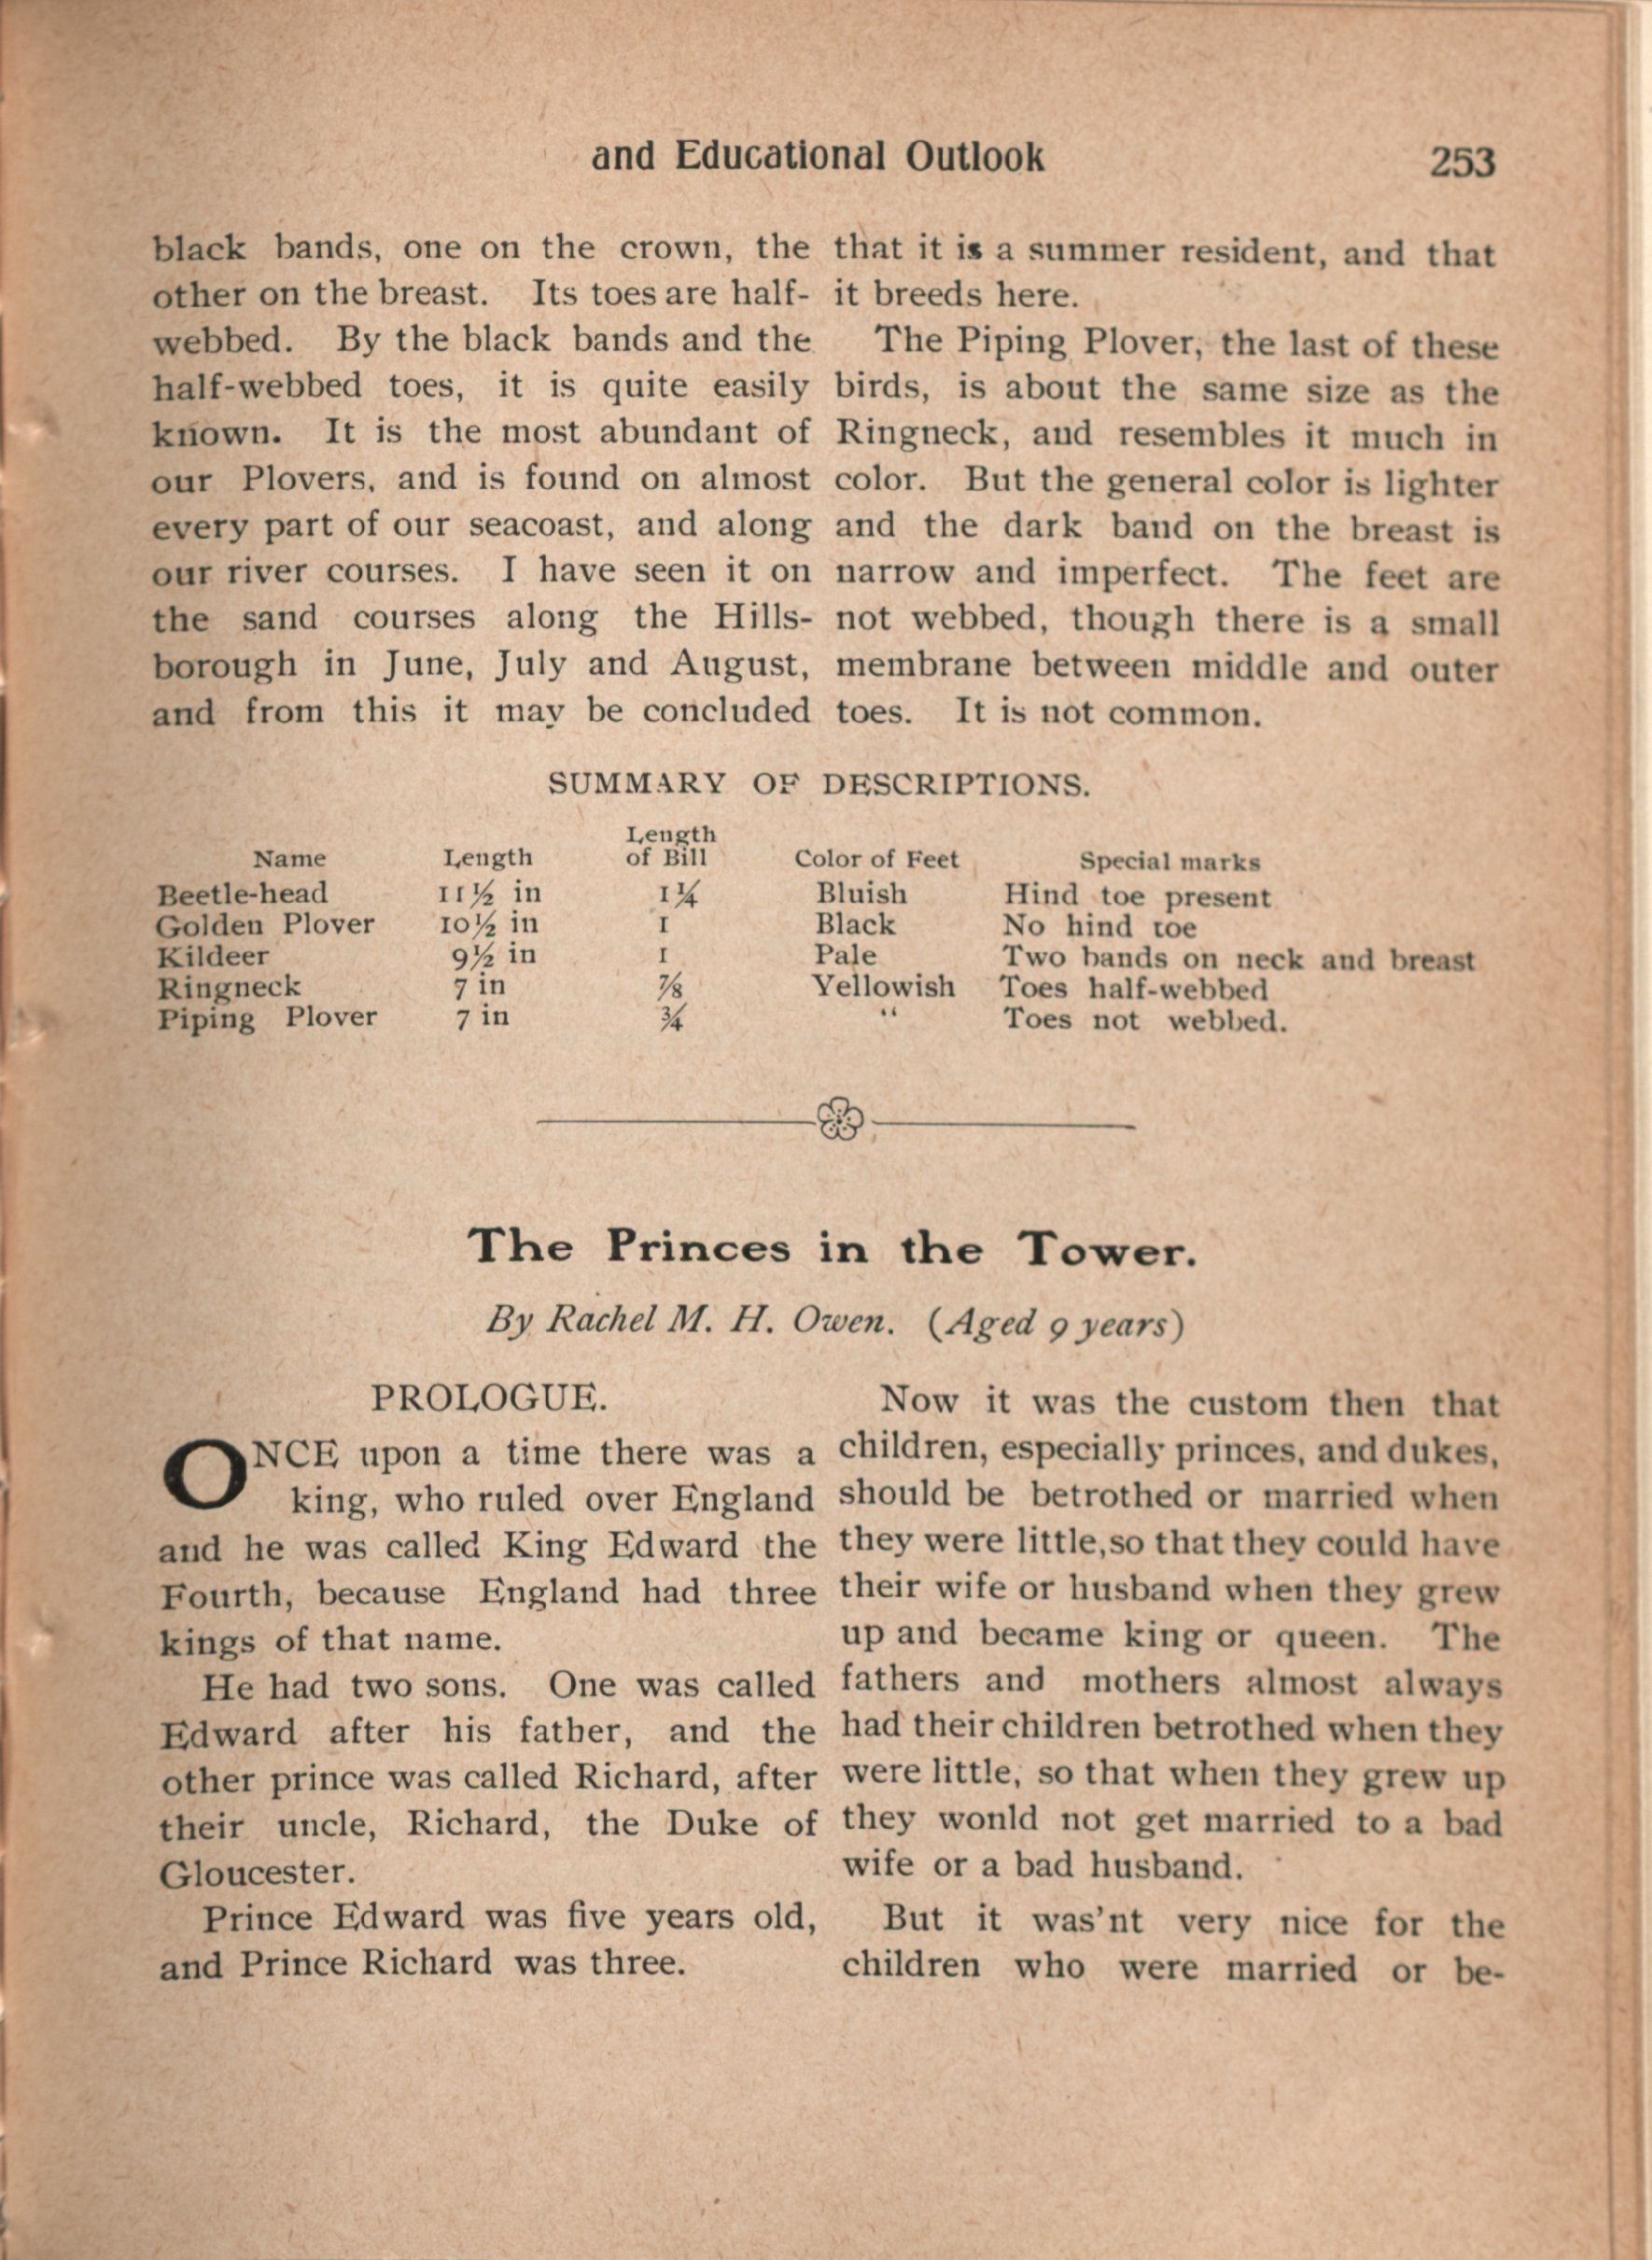 and Educational Outlook
253
black bands, one on the crown, the
other on the breast. Its toes are half-
webbed. By the black bands and the
half-webbed toes, it is quite easily
known. It is the most abundant of
our Plovers, and is found on almost
every part of our seacoast, and along
our river courses. I have seen it on
the sand courses along the Hills-
borough in June, July and August,
and from this it may be concluded
that it is a summer resident, and that
it breeds here.
The Piping Plover, the last of these
birds, is about the same size as the
Ringneck, and resembles it much in
color. But the general color is lighter
and the dark band on the breast is
narrow and imperfect. The feet are
not webbed, though there is a small
membrane between middle and outer
toes. It is not common.
SUMMARY OF DESCRIPTIONS.
Name Length Length of Bill Color of Feet Special marks
Beetle-head 11½ in 1¼ Bluish Hind toe present
Golden Plover 10½ in 1 Black No hind toe
Kildeer 9½ in 1 Pale Two bands on neck and breast
Ringneck 7 in ⅞ Yellowish Toes half-webbed
Piping Plover 7 in ¾ " Toes not webbed.
The Princes in the Tower.
By Rachel M. H. Owen. (Aged 9 years)
PROLOGUE.
ONCE upon a time there was a
king, who ruled over England
and he was called King Edward the
Fourth, because England had three
kings of that name.
He had two sons. One was called
Edward after his father, and the
other prince was called Richard, after
their uncle, Richard, the Duke of
Gloucester.
Prince Edward was five years old,
and Prince Richard was three.
Now it was the custom then that
children, especially princes, and dukes,
should be betrothed or married when
they were little, so that they could have
their wife or husband when they grew
up and became king or queen. The
fathers and mothers almost always
had their children betrothed when they
were little, so that when they grew up
they wonld not get married to a bad
wife or a bad husband.
But it was'nt very nice for the
children who were married or be-